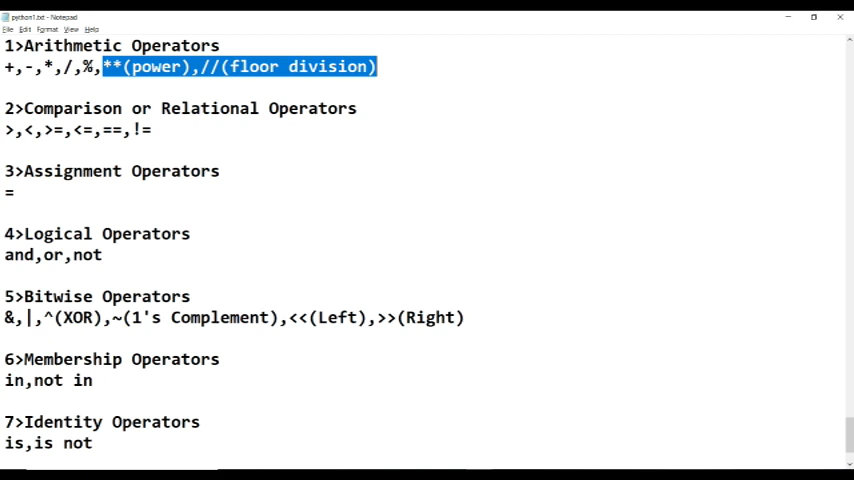 python1.txt - Notepad
File Edit Format View Help
1>Arithmetic Operators
+,-,*,/,%,**(power),//(floor division)
2>Comparison or Relational Operators
>,<,>=,<=,==,!=
3>Assignment Operators
=
4>Logical Operators
and,or,not
5>Bitwise Operators
&,|,^(XOR),~(1's Complement),<<(Left),>>(Right)
6>Membership Operators
in,not in
7>Identity Operators
is,is not